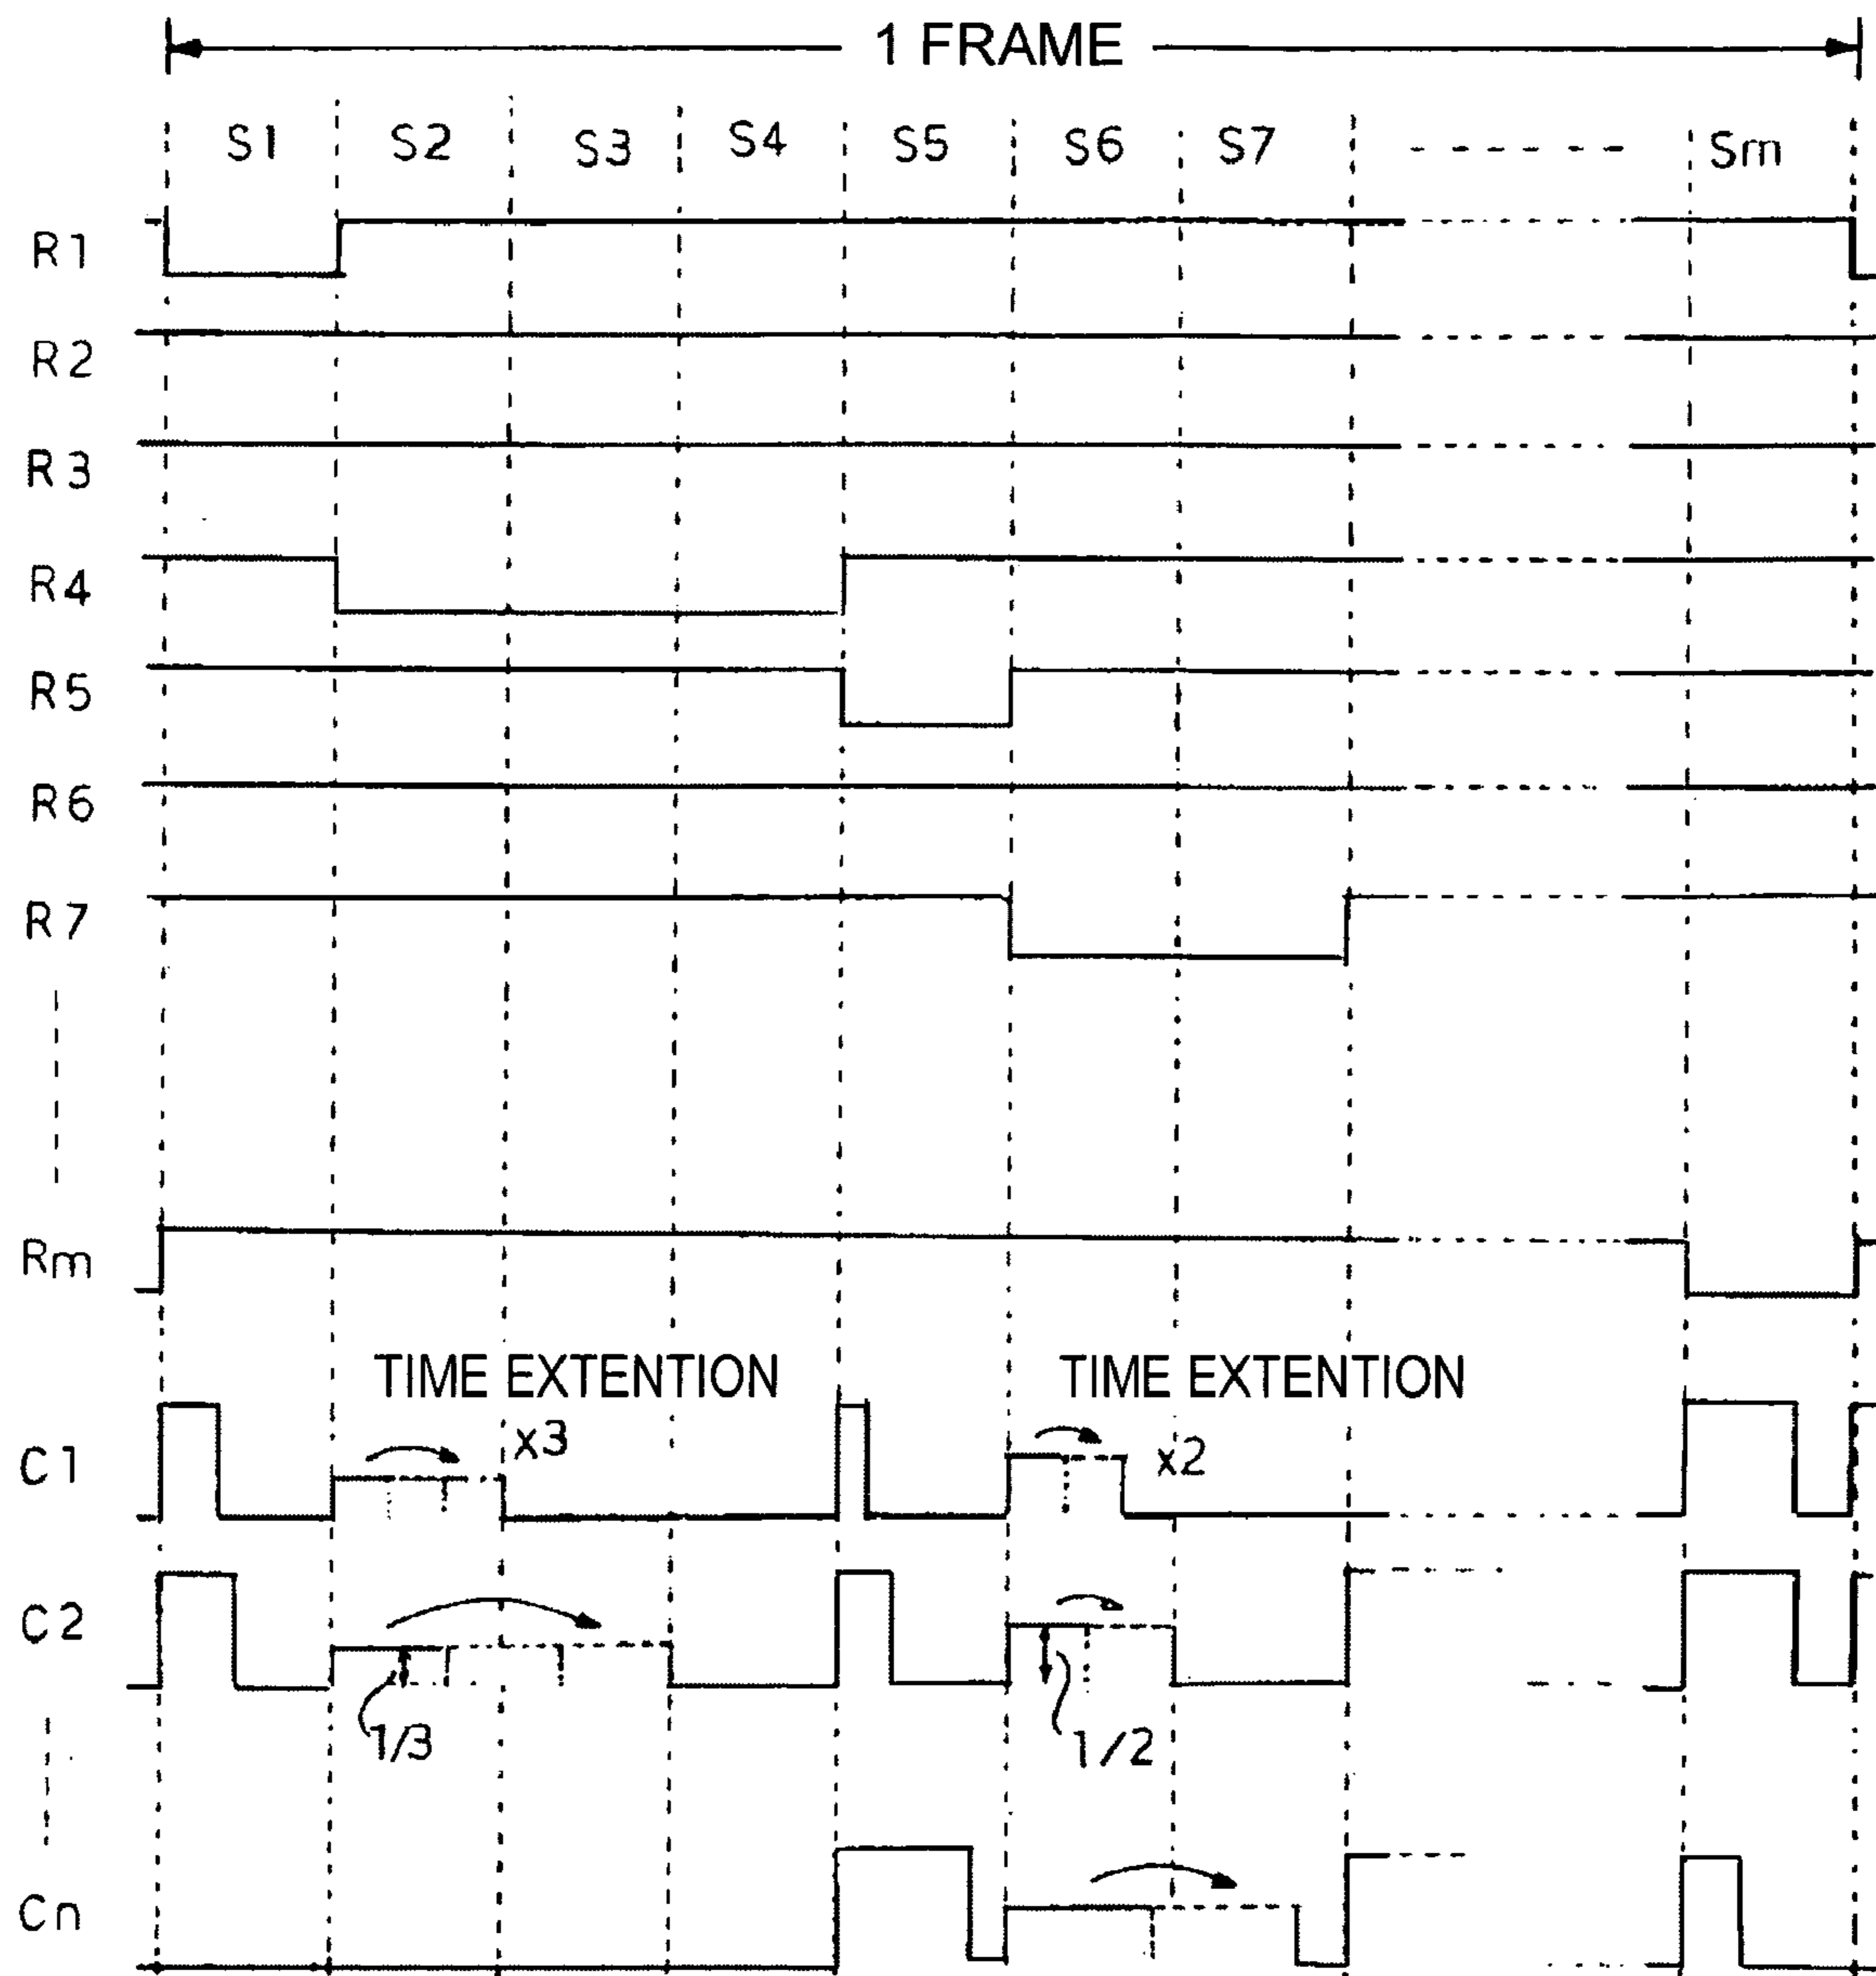 1 FRAME
S1 S2 S3 S4 S5 S6 S7 Sm
R1
R2
R3
R4
R5
R6
R7
Rm
TIME EXTENTION TIME EXTENTION
C1 x3 x2
C2
1/3 1/2
Cn